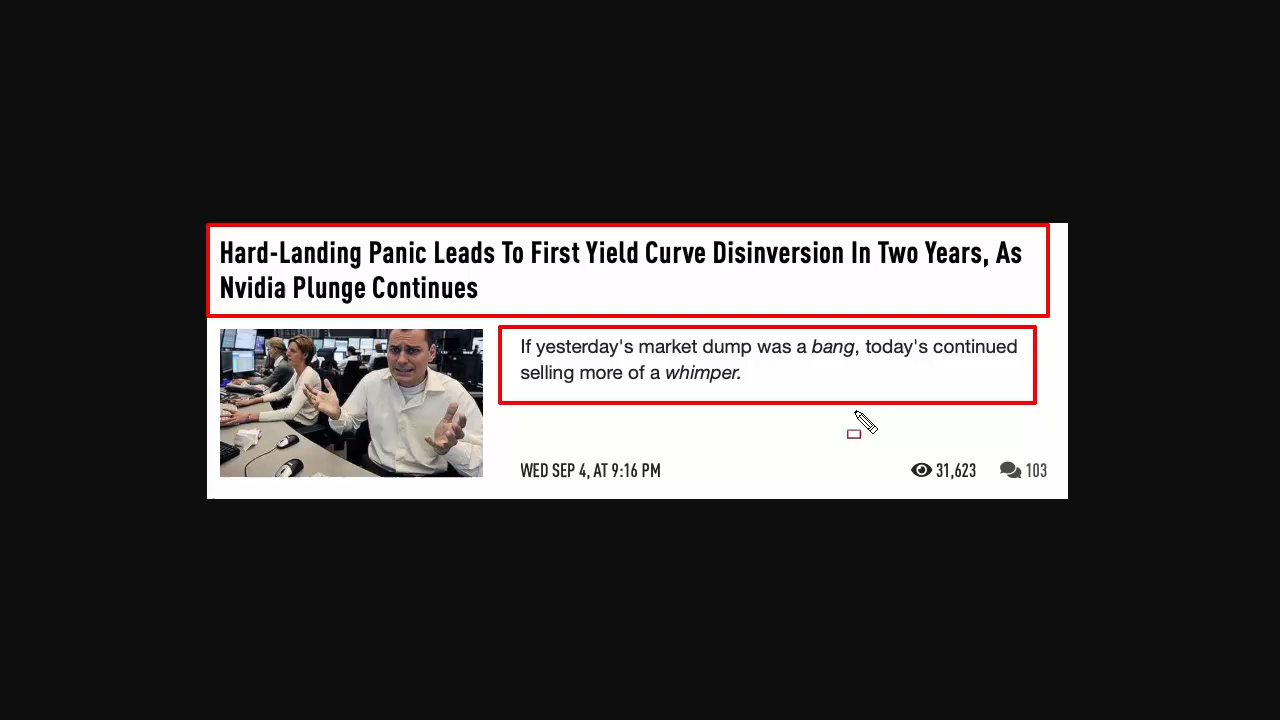 Hard-Landing Panic Leads To First Yield Curve Disinversion In Two Years, As
Nvidia Plunge Continues
If yesterday's market dump was a bang, today's continued
selling more of a whimper.
WED SEP 4, AT 9:16 PM
31,623
103